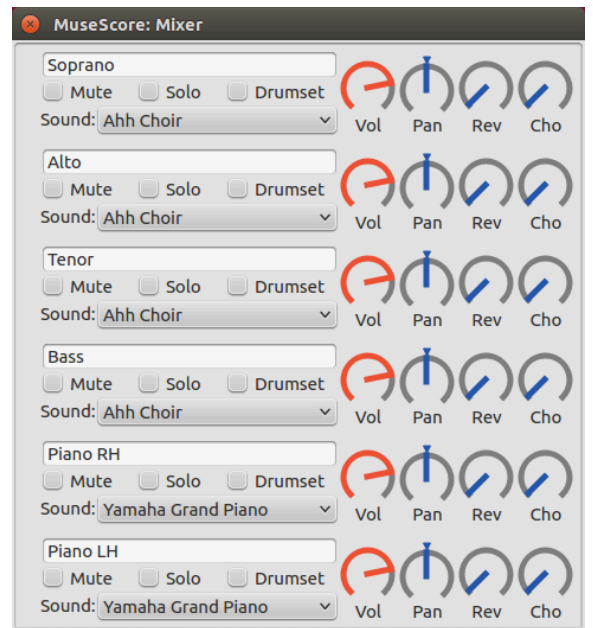 MuseScore: Mixer
Soprano
Mute Solo Drumset
Sound: Ahh Choir
Vol Pan Rev Cho
Alto
Mute Solo Drumset
Sound: Ahh Choir
Vol Pan Rev Cho
Tenor
Mute Solo Drumset
Sound: Ahh Choir
Vol Pan Rev Cho
Bass
Mute Solo Drumset
Sound: Ahh Choir
Vol Pan Rev Cho
Piano RH
Mute Solo Drumset
Sound: Yamaha Grand Piano
Vol Pan Rev Cho
Piano LH
Mute Solo Drumset
Sound: Yamaha Grand Piano
Vol Pan Rev Cho